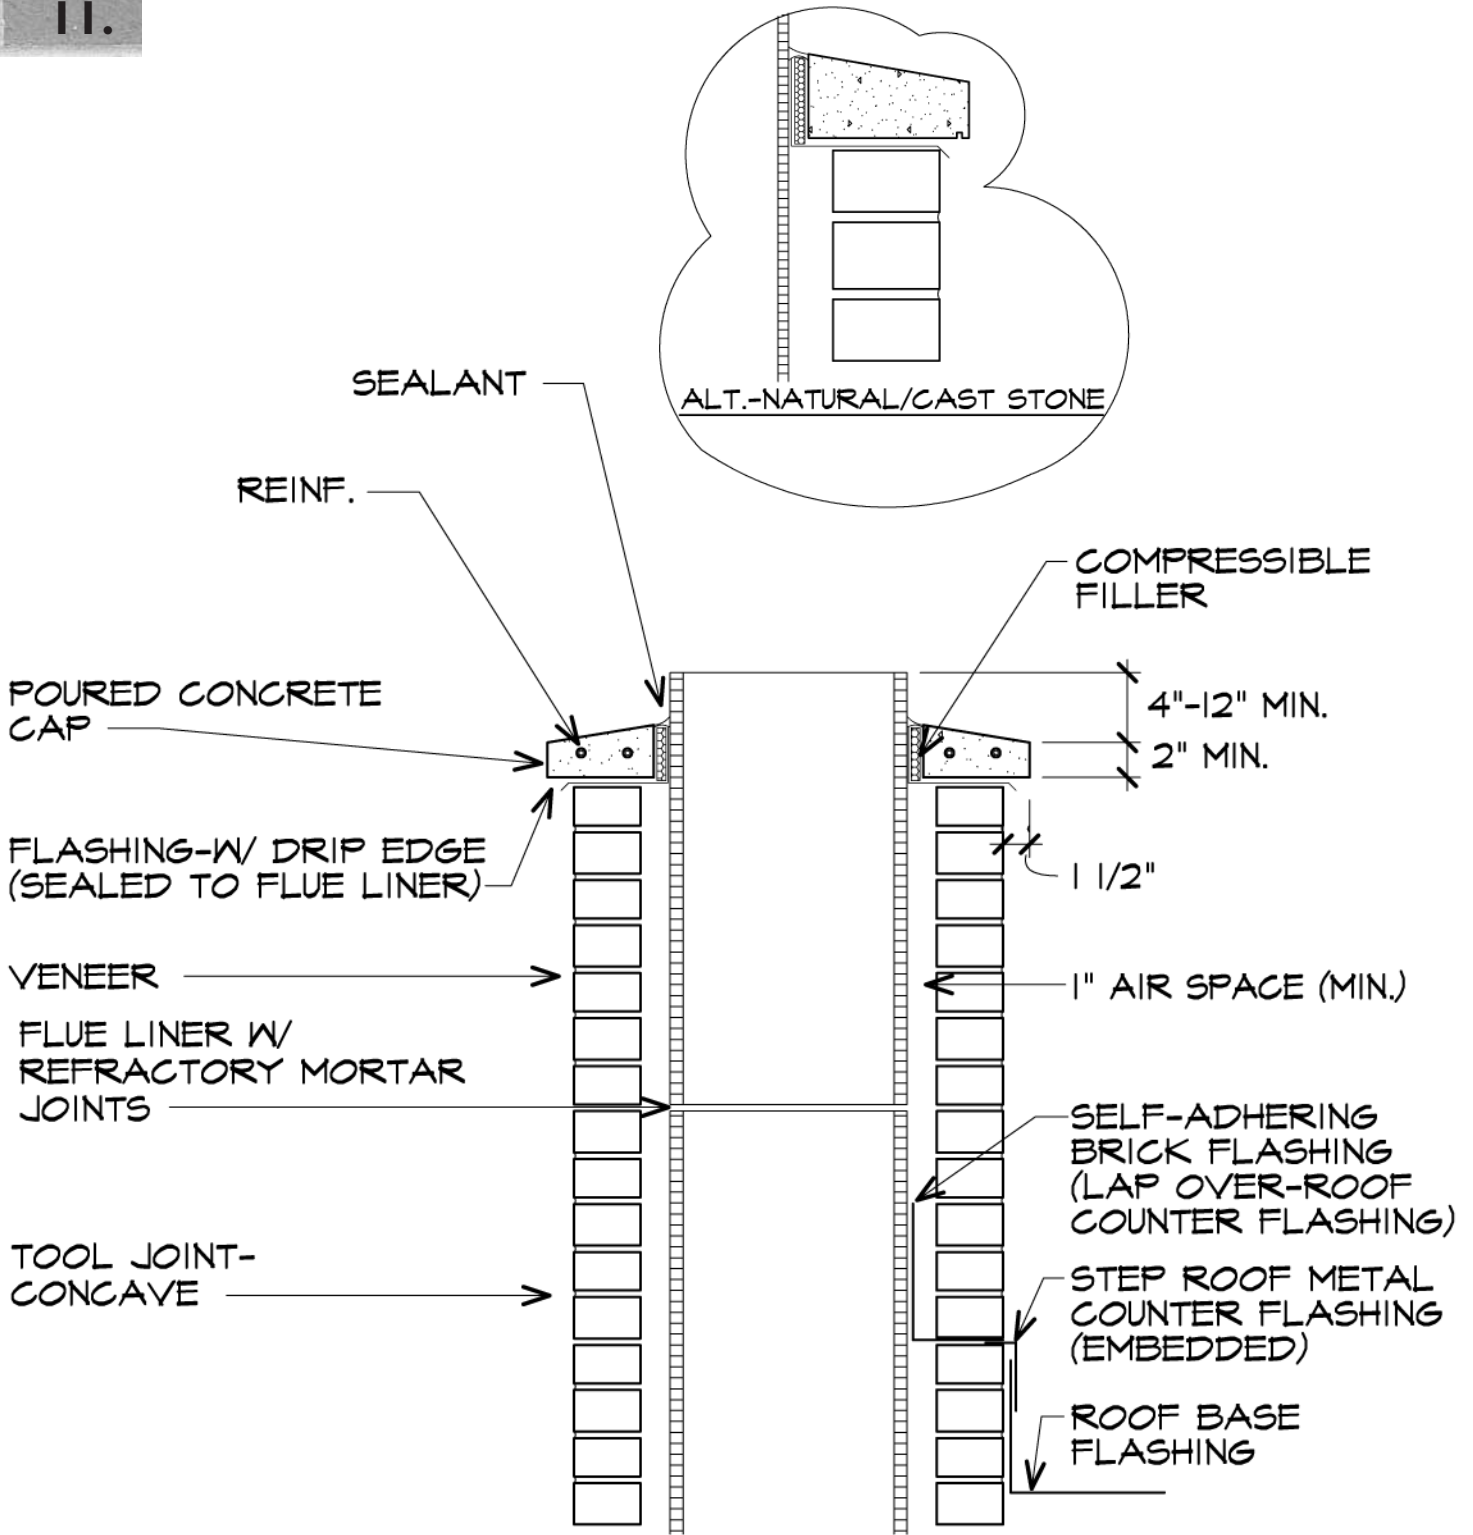 11.
ALT.-NATURAL/CAST STONE
SEALANT
REINF.
COMPRESSIBLE
FILLER
POURED CONCRETE
CAP
4"-12" MIN.
2" MIN.
FLASHING-W/ DRIP EDGE
(SEALED TO FLUE LINER)
1 1/2"
VENEER
1" AIR SPACE (MIN.)
FLUE LINER W/
REFRACTORY MORTAR
JOINTS
SELF-ADHERING
BRICK FLASHING
(LAP OVER-ROOF
COUNTER FLASHING)
TOOL JOINT-
CONCAVE
STEP ROOF METAL
COUNTER FLASHING
(EMBEDDED)
ROOF BASE
FLASHING